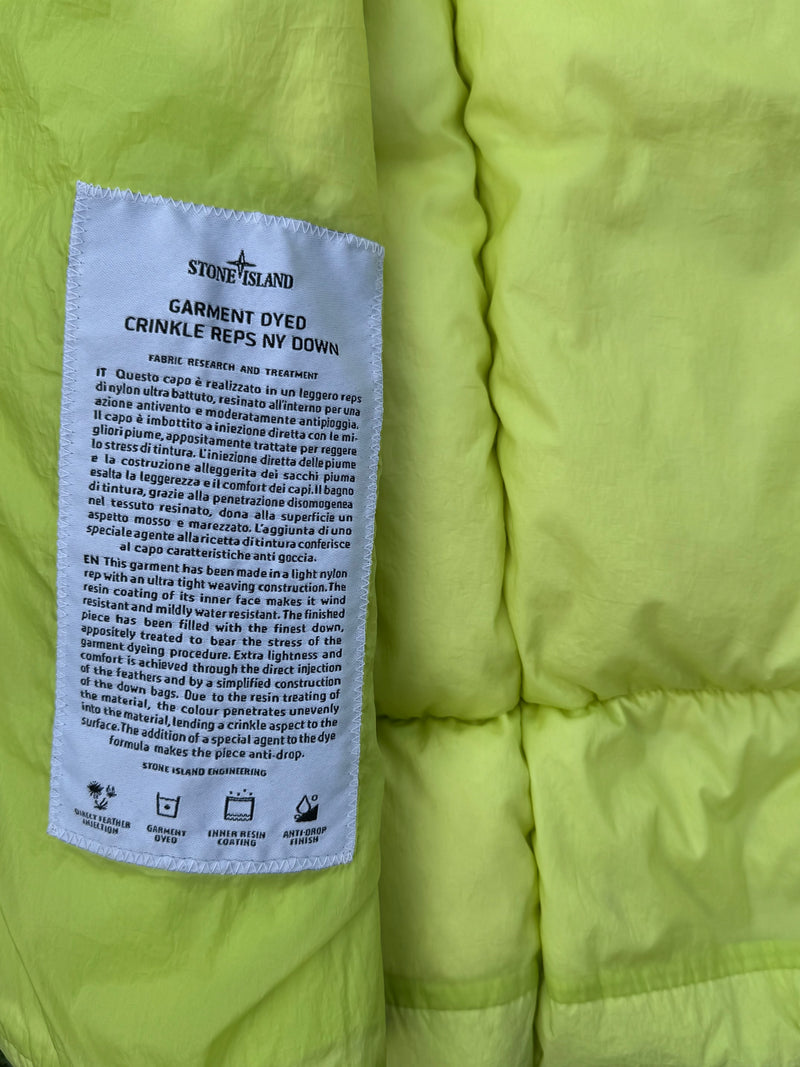 STONE ISLAND
GARMENT DYED
CRINKLE REPS NY DOWN
FABRIC RESEARCH AND TREATMENT
IT Questo capo è realizzato in un leggero reps
di nylon ultra battuto, resinato all'interno per una
azione antivento e moderatamente antipioggia.
Il capo è imbottito a iniezione diretta con le mi-
gliori piume, appositamente trattate per reggere
lo stress di tintura. L'iniezione diretta delle piume
e la costruzione alleggerita dei sacchi piuma
esalta la leggerezza e il comfort dei capi. Il bagno
di tintura, grazie alla penetrazione disomogenea
nel tessuto resinato, dona alla superficie un
aspetto mosso e marezzato. L'aggiunta di uno
speciale agente alla ricetta di tintura conferisce
al capo caratteristiche anti goccia.
EN This garment has been made in a light nylon
rep with an ultra tight weaving construction. The
resin coating of its inner face makes it wind
resistant and mildly water resistant. The finished
piece has been filled with the finest down,
appositely treated to bear the stress of the
garment dyeing procedure. Extra lightness and
comfort is achieved through the direct injection
of the feathers and by a simplified construction
of the down bags. Due to the resin treating of
the material, the colour penetrates unevenly
into the material, lending a crinkle aspect to the
surface. The addition of a special agent to the dye
formula makes the piece anti-drop.
STONE ISLAND ENGINEERING
DIRECT FEATHER
INJECTION
GARMENT
DYED
INNER RESIN
COATING
ANTI-DROP
FINISH